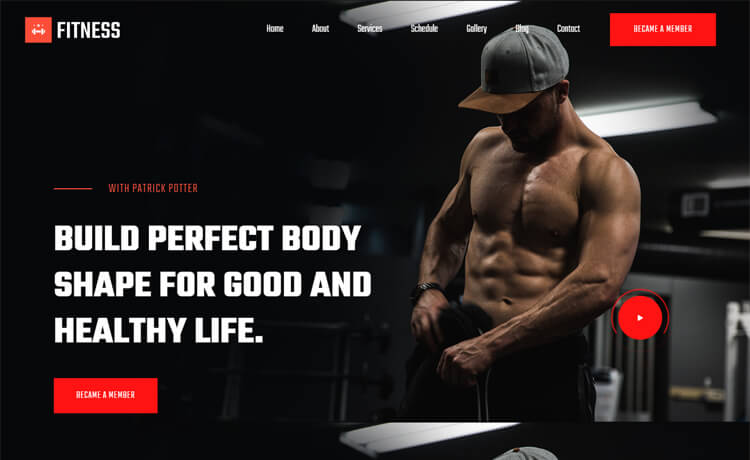 FITNESS
Home About Services Schedule Gallery Blog Contact BECAME A MEMBER
WITH PATRICK POTTER
BUILD PERFECT BODY
SHAPE FOR GOOD AND
HEALTHY LIFE.
BECAME A MEMBER